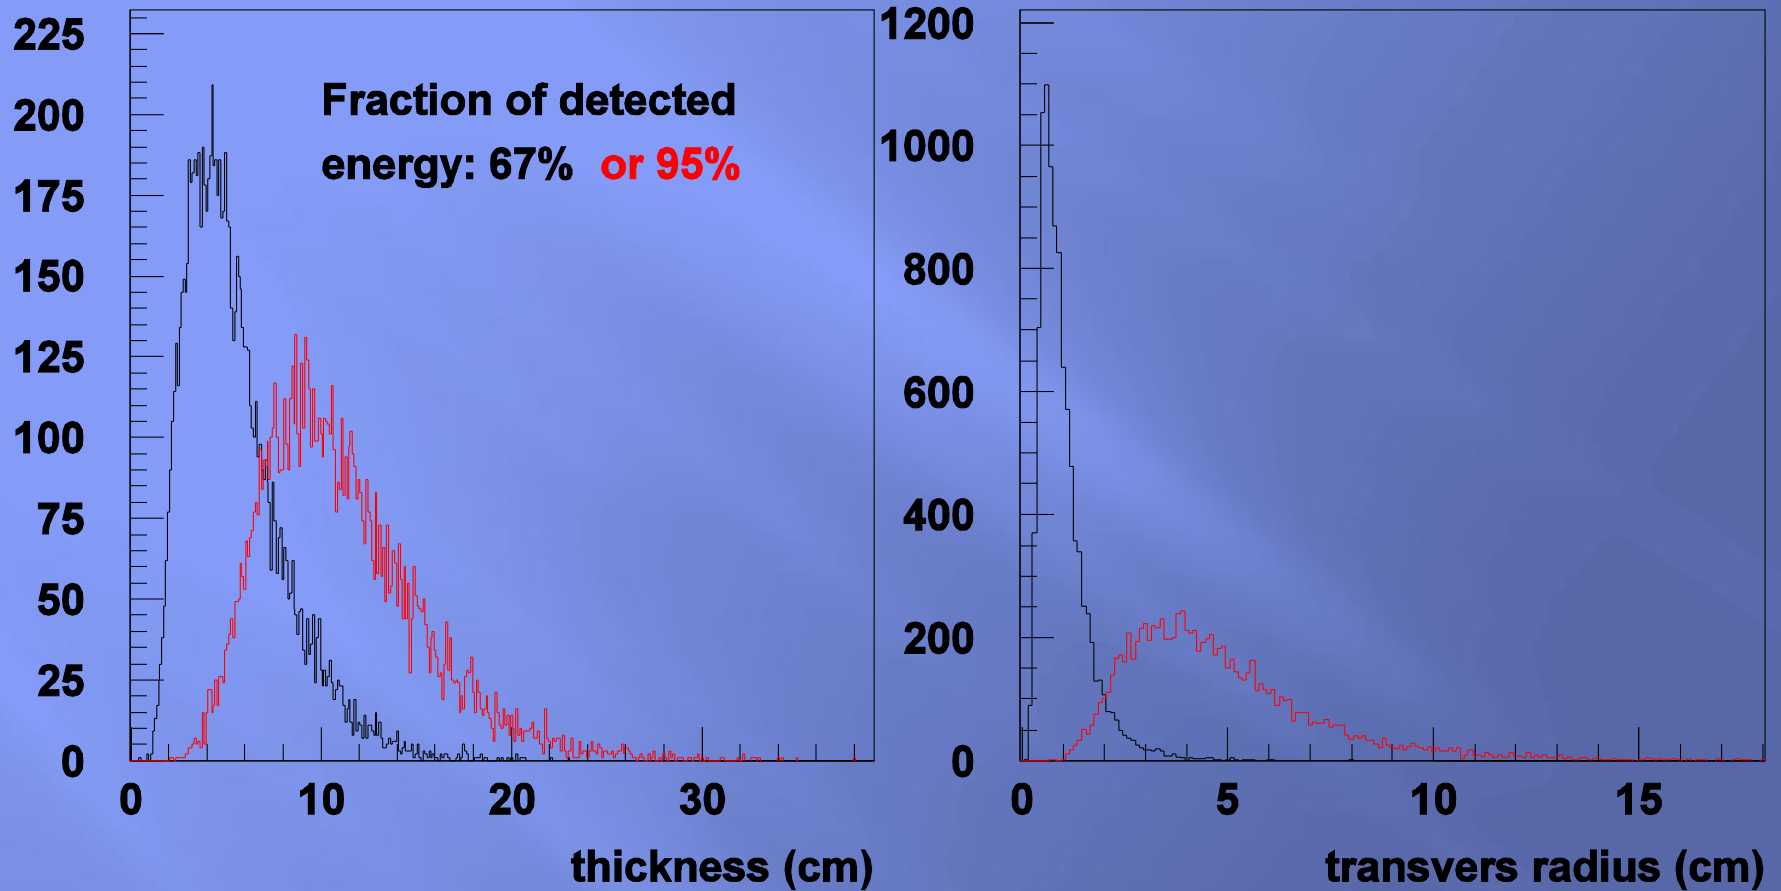 225
200
175
150
125
100
75
50
25
0
0 10 20 30
thickness (cm)
Fraction of detected
energy: 67% or 95%
1200
1000
800
600
400
200
0
0 5 10 15
transvers radius (cm)